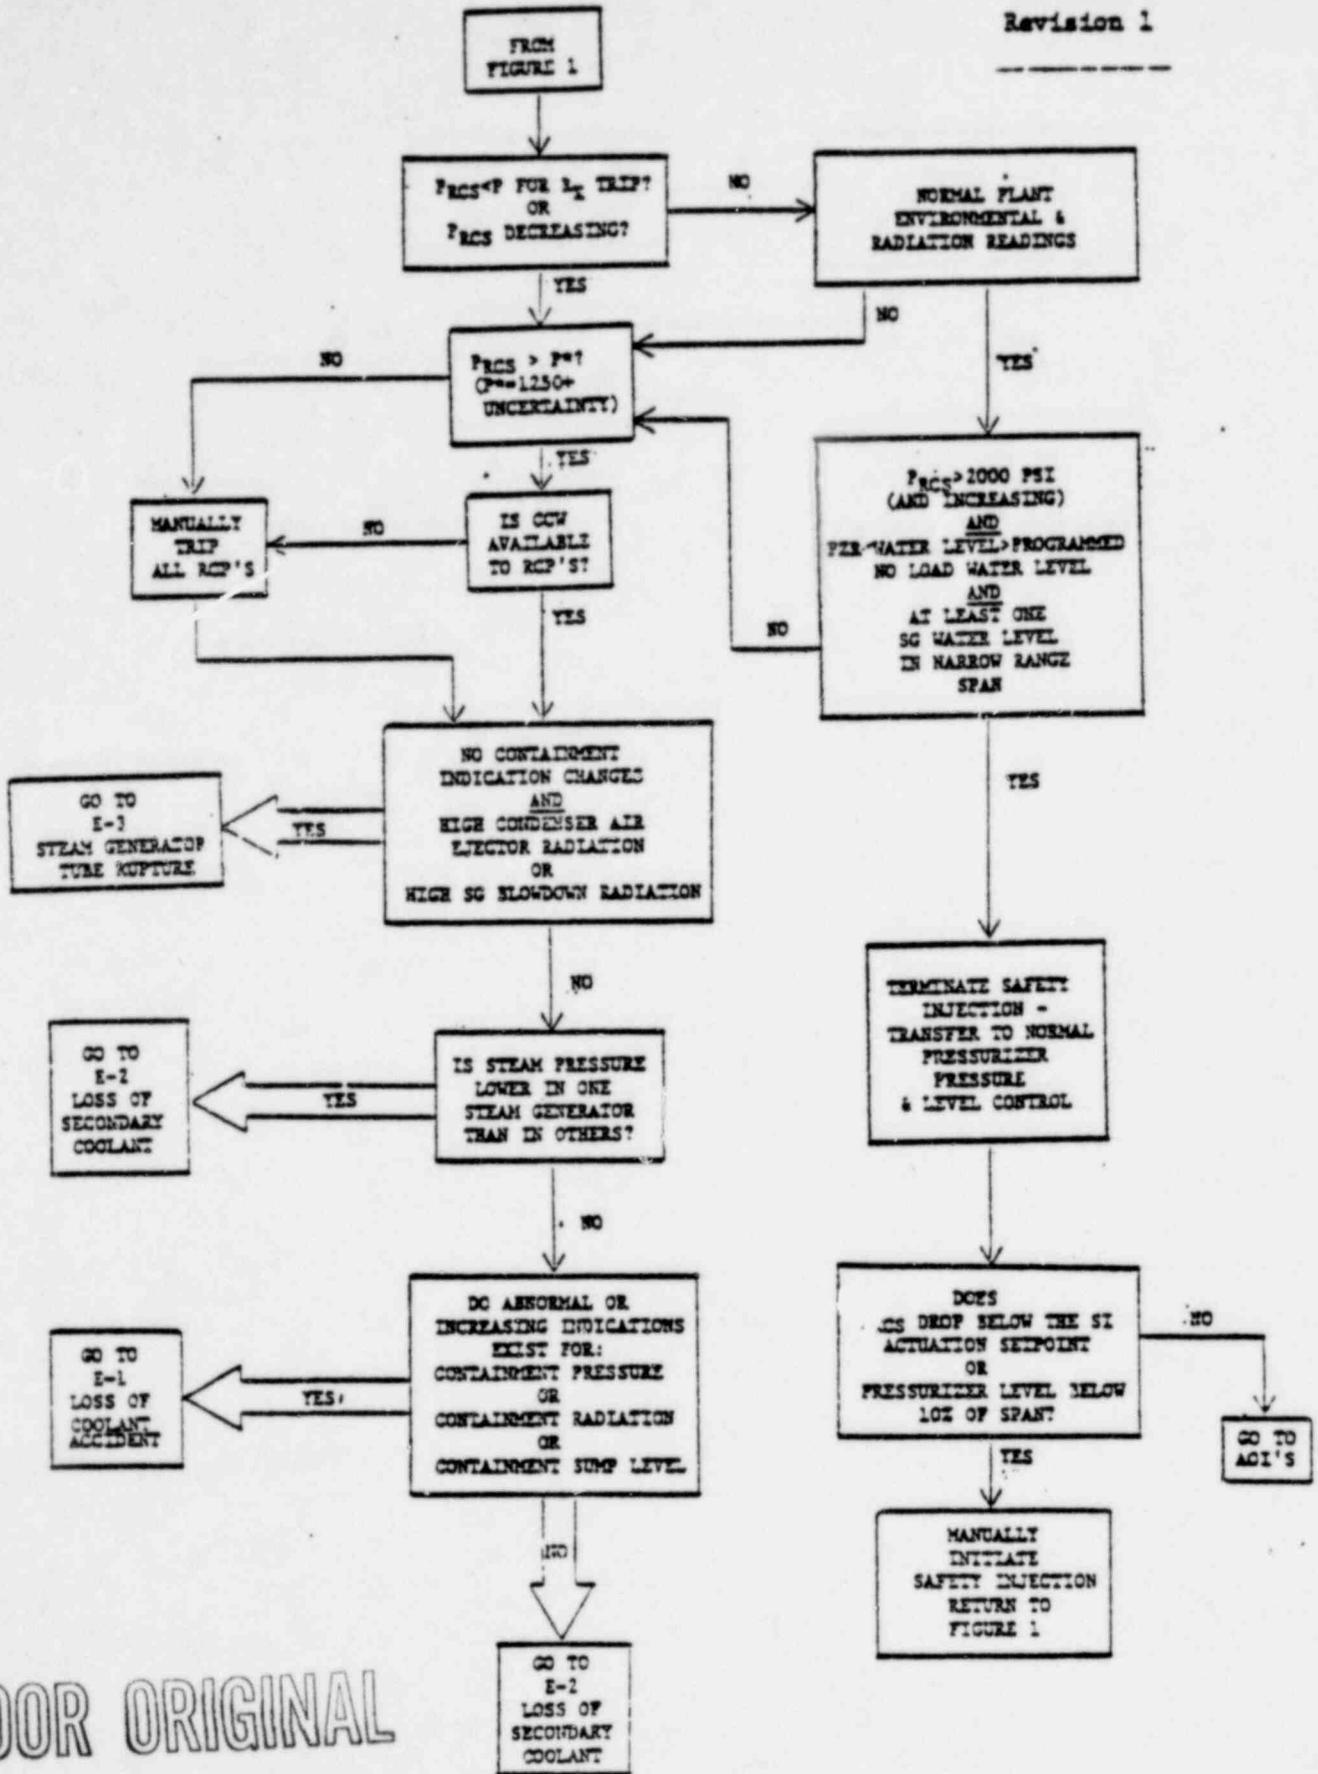 Revision 1
FROM
FIGURE 1
PRCS<P FOR RX TRIP?
OR
PRCS DECREASING?
NO
NORMAL PLANT
ENVIRONMENTAL &
RADIATION READINGS
YES
NO
YES
PRCS > P*?
(P*=1250+
UNCERTAINTY)
NO
YES
PRCS>2000 PSI
(AND INCREASING)
AND
PZR WATER LEVEL>PROGRAMMED
NO LOAD WATER LEVEL
AND
AT LEAST ONE
SG WATER LEVEL
IN NARROW RANGE
SPAN
NO
YES
MANUALLY
TRIP
ALL RCP'S
NO
IS CCW
AVAILABLE
TO RCP'S?
YES
NO CONTAINMENT
INDICATION CHANGES
AND
HIGH CONDENSER AIR
EJECTOR RADIATION
OR
HIGH SG BLOWDOWN RADIATION
YES
GO TO
E-3
STEAM GENERATOR
TUBE RUPTURE
NO
IS STEAM PRESSURE
LOWER IN ONE
STEAM GENERATOR
THAN IN OTHERS?
YES
GO TO
E-2
LOSS OF
SECONDARY
COOLANT
NO
DO ABNORMAL OR
INCREASING INDICATIONS
EXIST FOR:
CONTAINMENT PRESSURE
OR
CONTAINMENT RADIATION
OR
CONTAINMENT SUMP LEVEL
YES
GO TO
E-1
LOSS OF
COOLANT
ACCIDENT
NO
GO TO
E-2
LOSS OF
SECONDARY
COOLANT
TERMINATE SAFETY
INJECTION -
TRANSFER TO NORMAL
PRESSURIZER
PRESSURE
& LEVEL CONTROL
DOES
CS DROP BELOW THE SI
ACTUATION SETPOINT
OR
PRESSURIZER LEVEL BELOW
10% OF SPAN?
NO
GO TO
AOI'S
YES
MANUALLY
INITIATE
SAFETY INJECTION
RETURN TO
FIGURE 1
OOR ORIGINAL